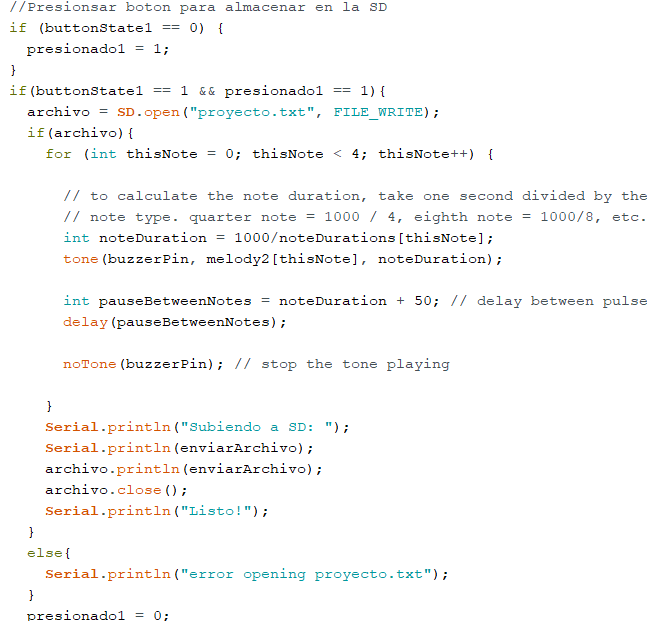 //Presionsar boton para almacenar en la SD
if (buttonState1 == 0) {
presionado1 = 1;
}
if(buttonState1 == 1 && presionado1 == 1){
archivo = SD.open("proyecto.txt", FILE_WRITE);
if(archivo){
for (int thisNote = 0; thisNote < 4; thisNote++) {
// to calculate the note duration, take one second divided by the
// note type. quarter note = 1000 / 4, eighth note = 1000/8, etc.
int noteDuration = 1000/noteDurations[thisNote];
tone(buzzerPin, melody2[thisNote], noteDuration);
int pauseBetweenNotes = noteDuration + 50; // delay between pulse
delay(pauseBetweenNotes);
noTone(buzzerPin); // stop the tone playing
}
Serial.println("Subiendo a SD: ");
Serial.println(enviarArchivo);
archivo.println(enviarArchivo);
archivo.close();
Serial.println("Listo!");
}
else{
Serial.println("error opening proyecto.txt");
}
presionado1 = 0;